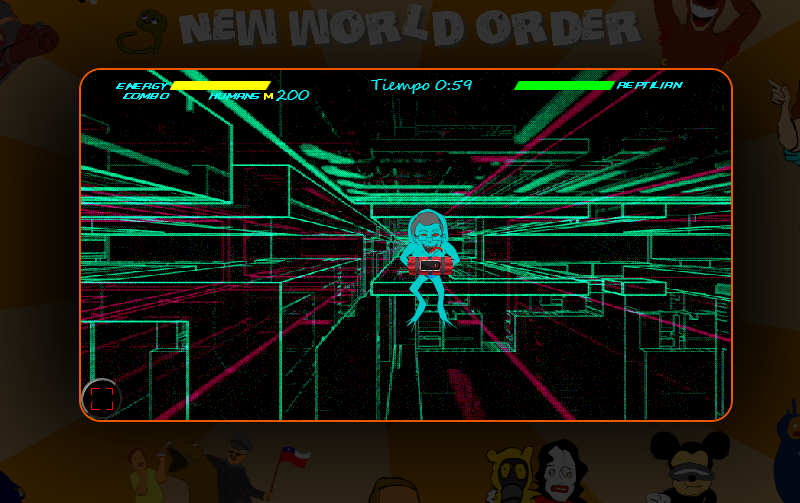 NEW WORLD ORDER
ENERGY
Tiempo 0:59
REPTILIAN
COMBO
HUMANS M 200